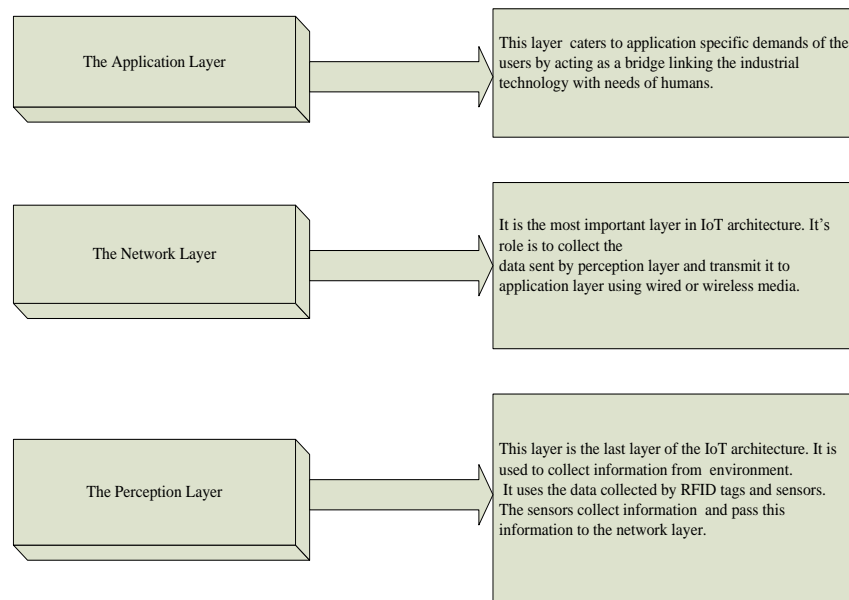 The Application Layer
This layer caters to application specific demands of the
users by acting as a bridge linking the industrial
technology with needs of humans.
The Network Layer
It is the most important layer in IoT architecture. It’s
role is to collect the
data sent by perception layer and transmit it to
application layer using wired or wireless media.
The Perception Layer
This layer is the last layer of the IoT architecture. It is
used to collect information from environment.
It uses the data collected by RFID tags and sensors.
The sensors collect information and pass this
information to the network layer.